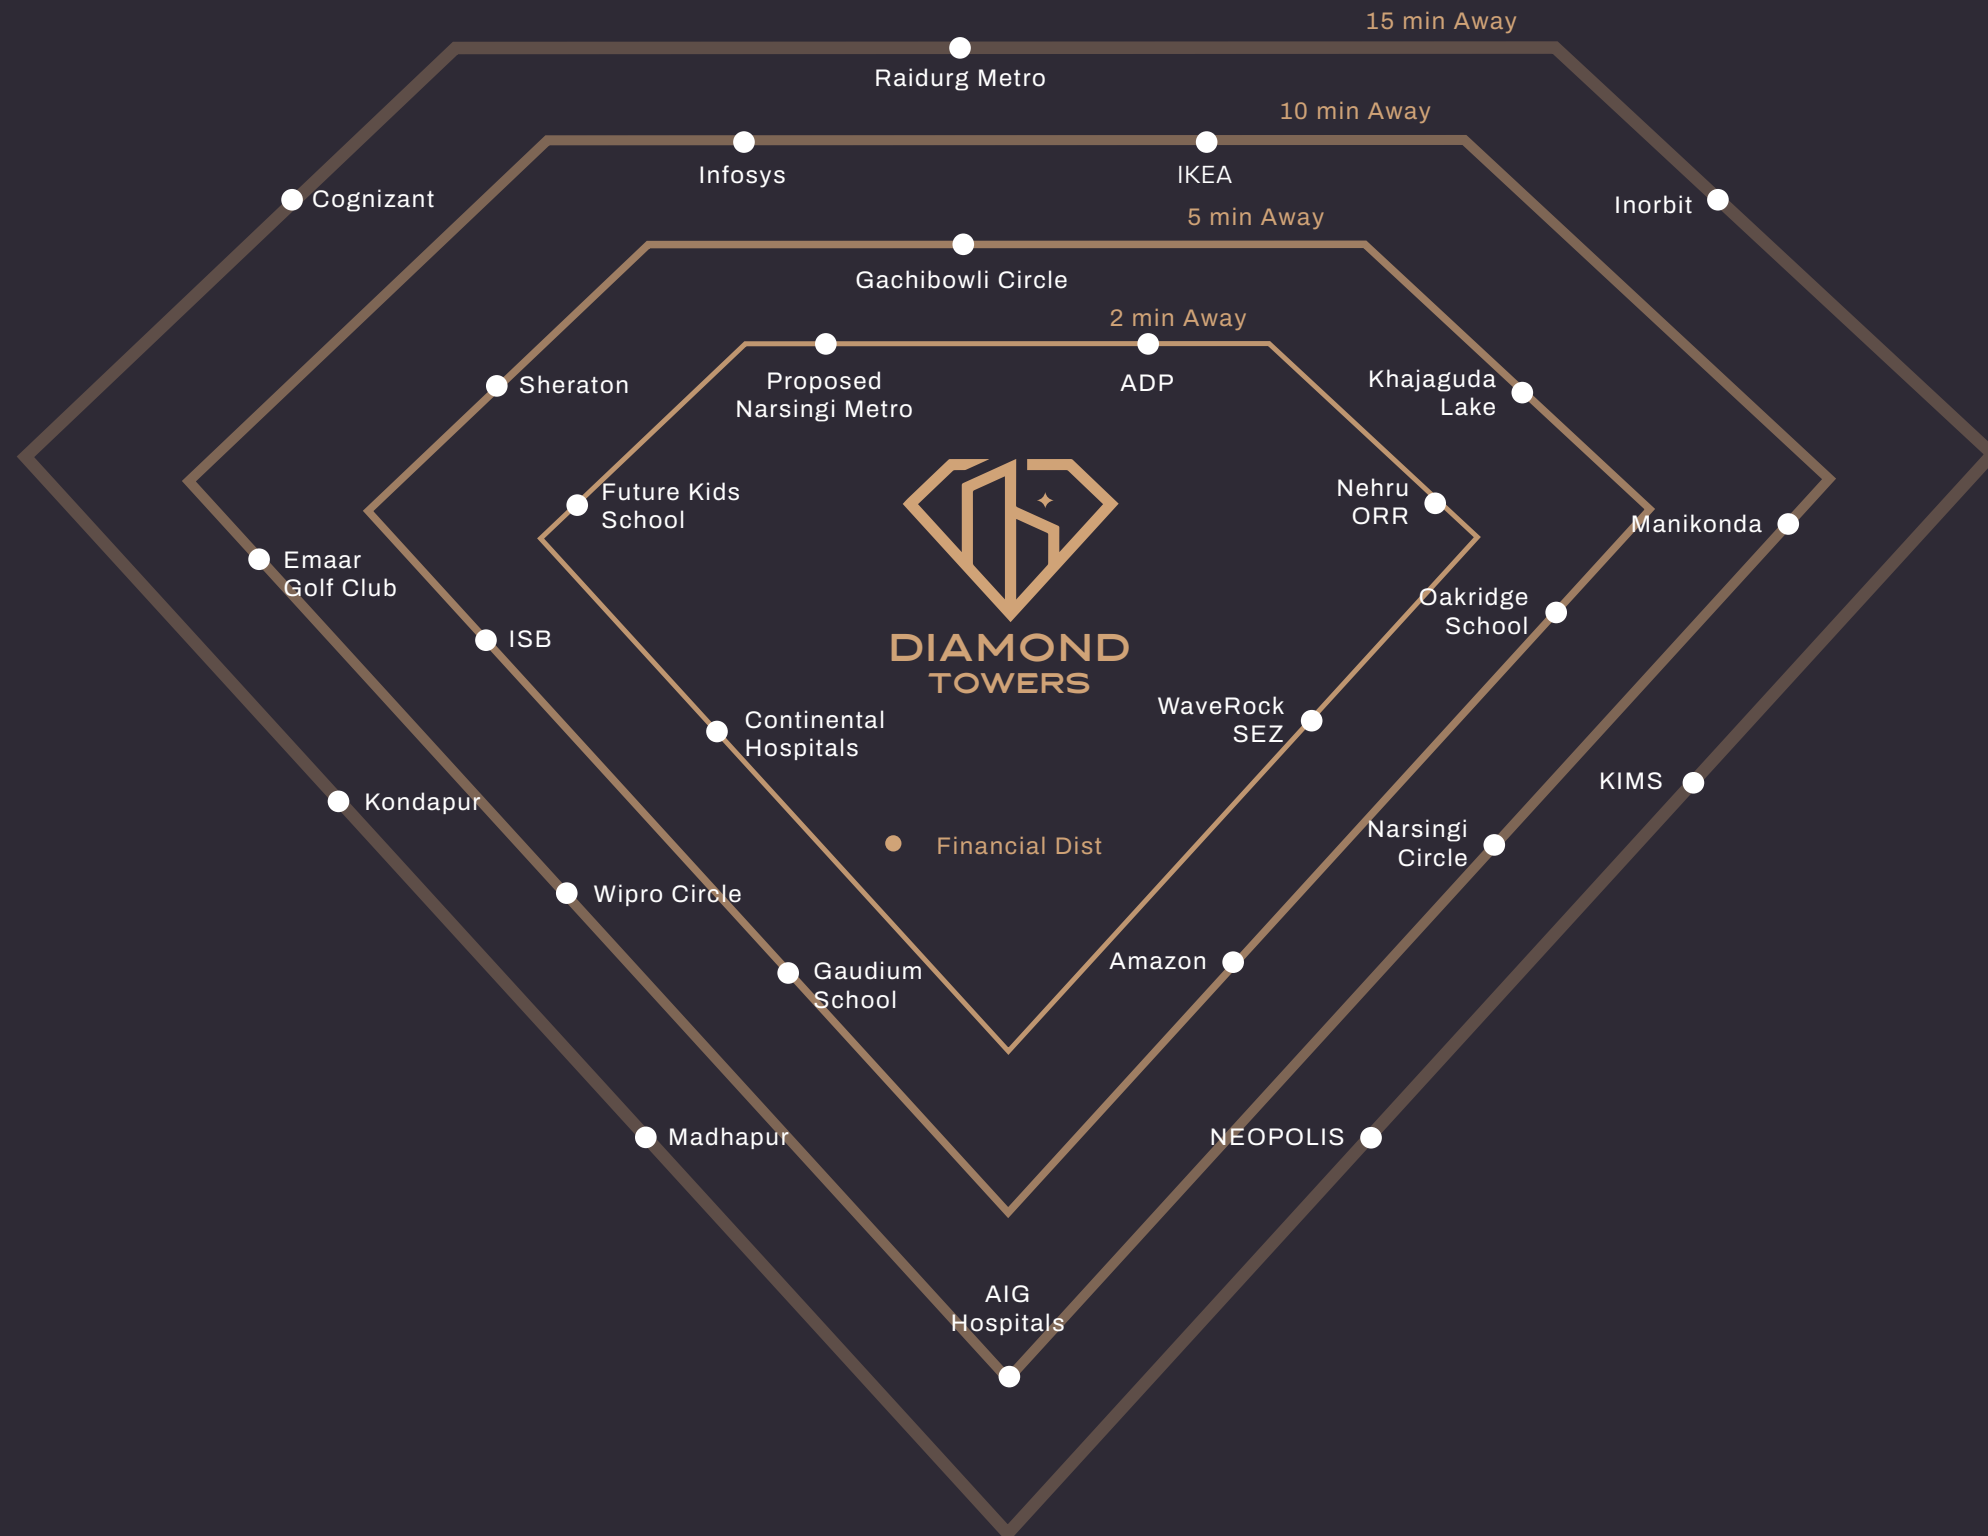 15 min Away
Raidurg Metro
10 min Away
Infosys
IKEA
Cognizant
Inorbit
5 min Away
Gachibowli Circle
2 min Away
Sheraton
Proposed
Narsingi Metro
ADP
Khajaguda
Lake
Future Kids
School
Nehru
ORR
Manikonda
Emaar
Golf Club
Oakridge
School
ISB
DIAMOND
TOWERS
Continental
Hospitals
WaveRock
SEZ
KIMS
Kondapur
Narsingi
Circle
Financial Dist
Wipro Circle
Amazon
Gaudium
School
Madhapur
NEOPOLIS
AIG
Hospitals